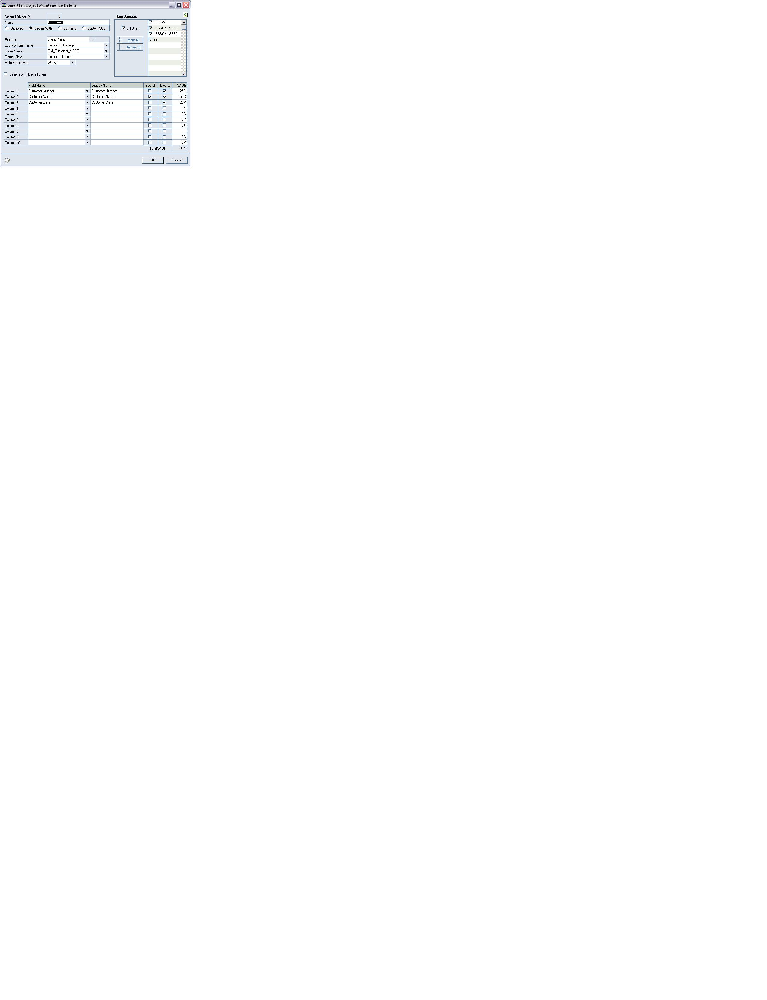 SmartFill Object Maintenance Details
Smartfill Object ID 5
Name Customers
Disabled Begins With Contains Custom SQL
Product Great Plains
Lookup Form Name Customer_Lookup
Table Name RM_Customer_MSTR
Return Field Customer Number
Return Datatype String
Search With Each Token
User Access
All Users
Mark All
Unmark All
DYNSA
LESSONUSER1
LESSONUSER2
sa
Field Name Display Name Search Display Width
Column 1 Customer Number Customer Number 25%
Column 2 Customer Name Customer Name 50%
Column 3 Customer Class Customer Class 25%
Column 4 0%
Column 5 0%
Column 6 0%
Column 7 0%
Column 8 0%
Column 9 0%
Column 10 0%
Total Width 100%
OK Cancel